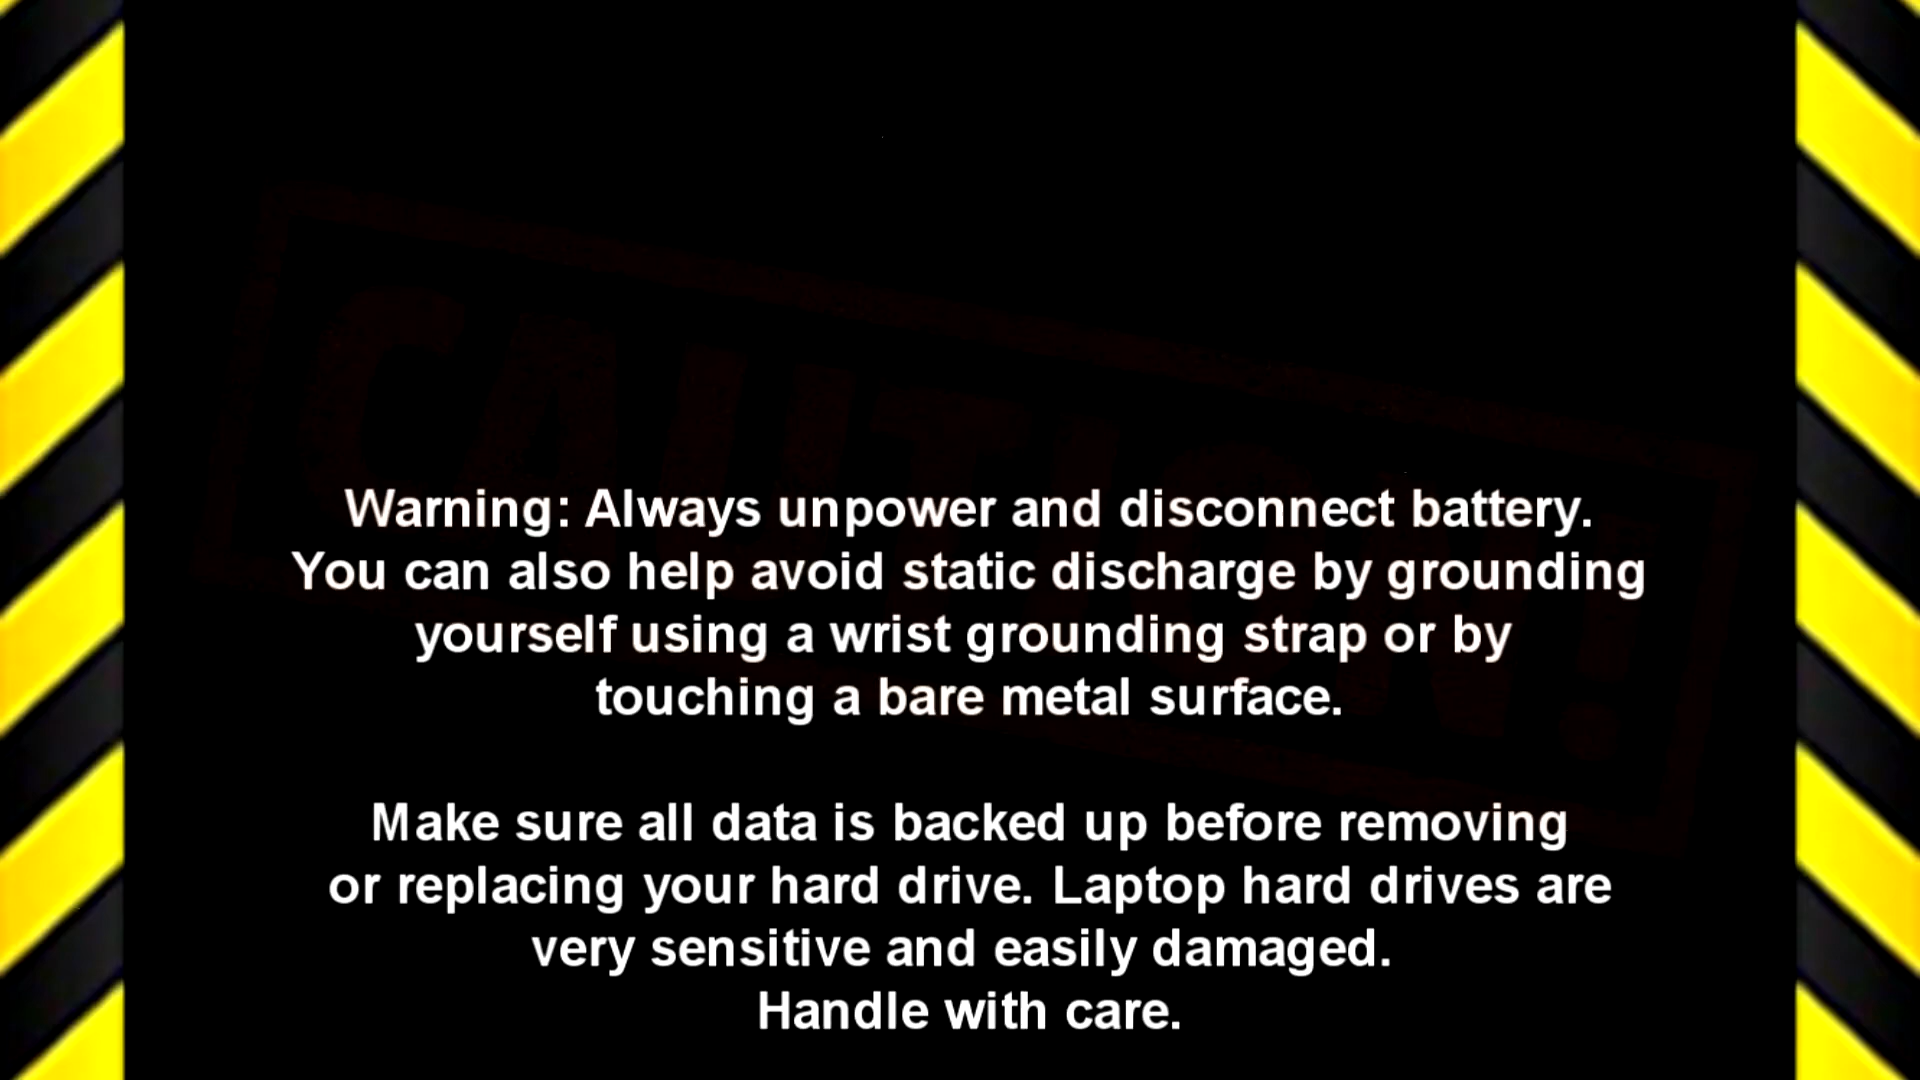 CAUTION!
Warning: Always unpower and disconnect battery.
You can also help avoid static discharge by grounding
yourself using a wrist grounding strap or by
touching a bare metal surface.
Make sure all data is backed up before removing
or replacing your hard drive. Laptop hard drives are
very sensitive and easily damaged.
Handle with care.